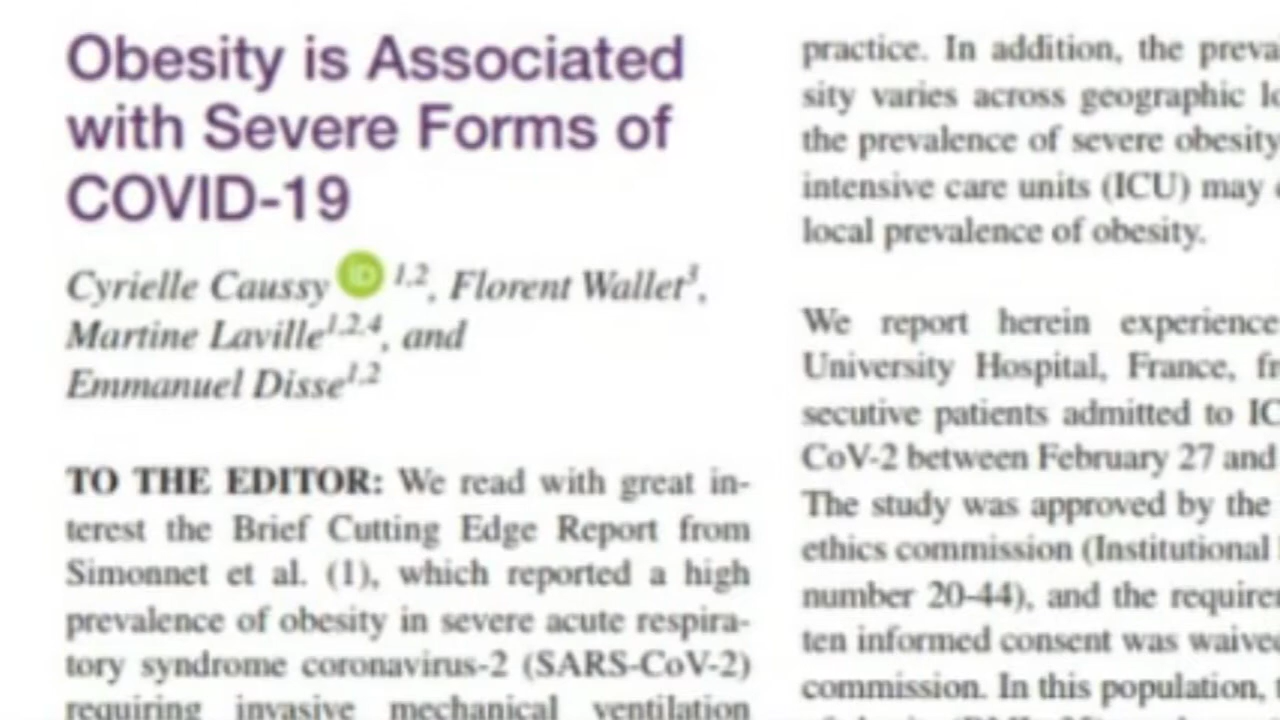 Obesity is Associated
with Severe Forms of
COVID-19
Cyrielle Caussy iD 1,2, Florent Wallet3,
Martine Laville1,2,4, and
Emmanuel Disse1,2
TO THE EDITOR: We read with great in-
terest the Brief Cutting Edge Report from
Simonnet et al. (1), which reported a high
prevalence of obesity in severe acute respira-
tory syndrome coronavirus-2 (SARS-CoV-2)
requiring invasive mechanical ventilation
practice. In addition, the preva
sity varies across geographic lo
the prevalence of severe obesity
intensive care units (ICU) may
local prevalence of obesity.
We report herein experience
University Hospital, France, fr
secutive patients admitted to IC
CoV-2 between February 27 and
The study was approved by the
ethics commission (Institutional
number 20-44), and the require
ten informed consent was waive
commission. In this population,